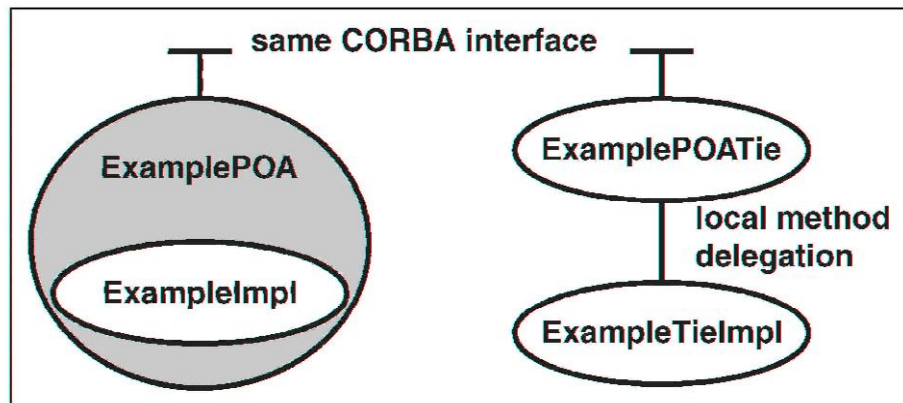 same CORBA interface
ExamplePOA
ExamplePOATie
local method
delegation
ExampleImpl
ExampleTieImpl